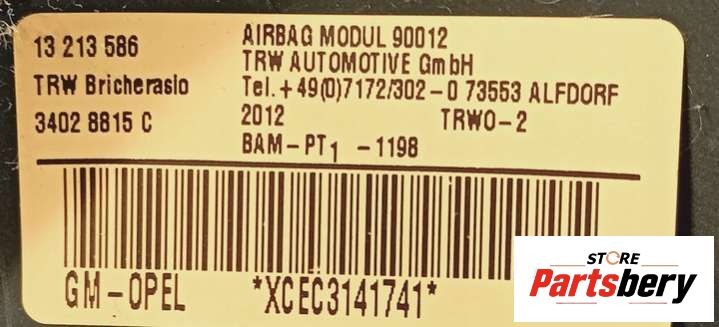 13 213 586
AIRBAG MODUL 90012
TRW AUTOMOTIVE GmbH
TRW Bricherasio
Tel. + 49(0)7172/302-0 73553 ALFDORF
3402 8815 C
2012 TRWO-2
BAM-PT1 -1198
GM-OPEL *XCEC3141741*
STORE
Partsbery